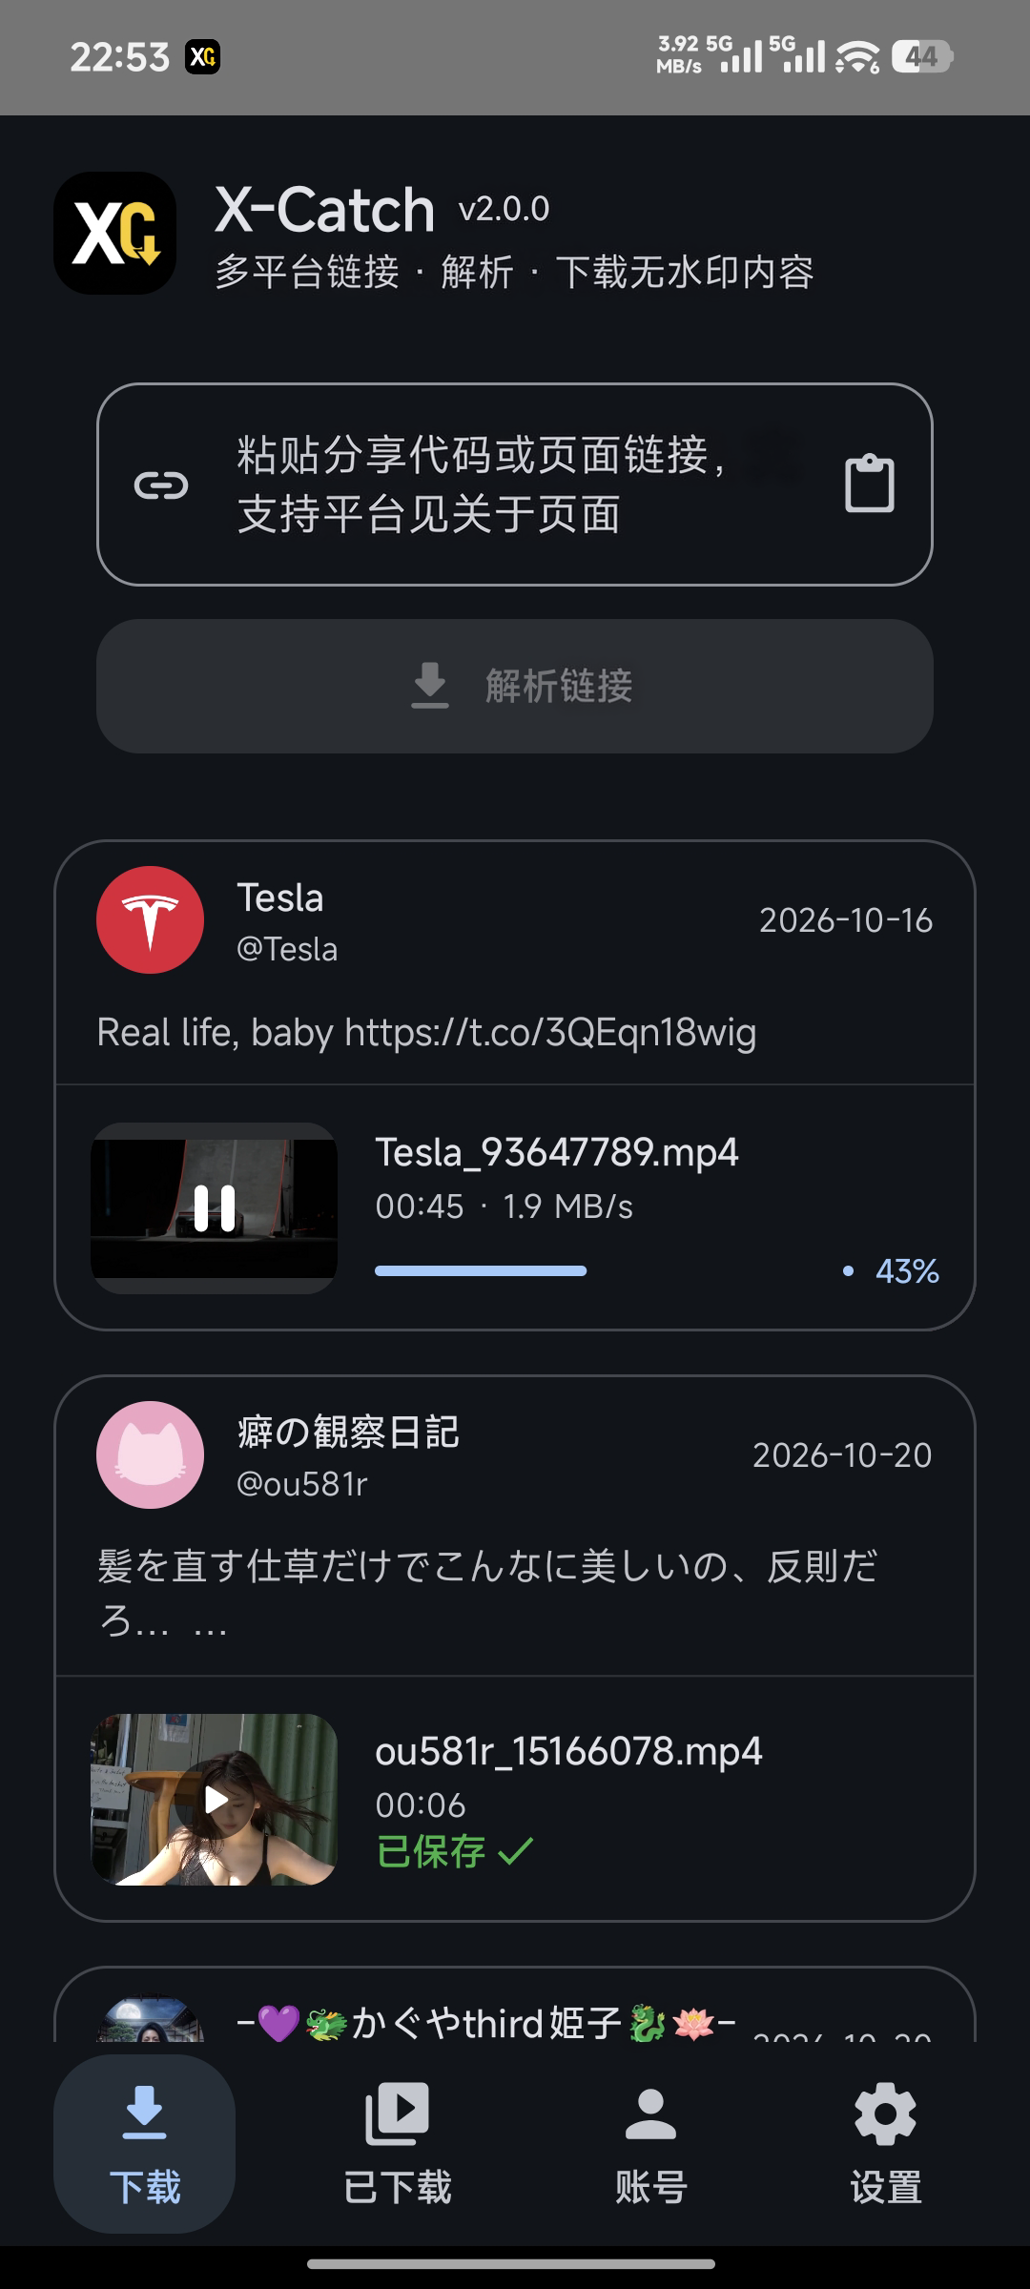 22:53
3.92 MB/s 5G 5G 6 44
X-Catch v2.0.0
多平台链接 · 解析 · 下载无水印内容
粘贴分享代码或页面链接，
支持平台见关于页面
解析链接
Tesla
@Tesla
2026-10-16
Real life, baby https://t.co/3QEqn18wig
Tesla_93647789.mp4
00:45 · 1.9 MB/s
43%
癖の観察日記
@ou581r
2026-10-20
髪を直す仕草だけでこんなに美しいの、反則だ
ろ... ...
ou581r_15166078.mp4
00:06
已保存
-💜🐲かぐやthird姫子🐉🪷-
下载
已下载
账号
设置